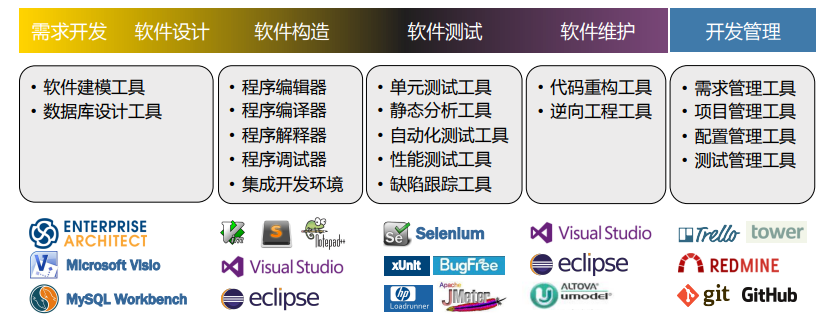 需求开发 软件设计 软件构造 软件测试 软件维护 开发管理
• 软件建模工具
• 数据库设计工具
• 程序编辑器
• 程序编译器
• 程序解释器
• 程序调试器
• 集成开发环境
• 单元测试工具
• 静态分析工具
• 自动化测试工具
• 性能测试工具
• 缺陷跟踪工具
• 代码重构工具
• 逆向工程工具
• 需求管理工具
• 项目管理工具
• 配置管理工具
• 测试管理工具
ENTERPRISE
ARCHITECT
Microsoft Visio
MySQL Workbench
S
Notepad++
Visual Studio
eclipse
Se
Selenium
xUnit
BugFree
hp
Loadrunner
Apache
JMeter
Visual Studio
eclipse
ALTOVA®
umodel®
Trello
tower
REDMINE
git
GitHub